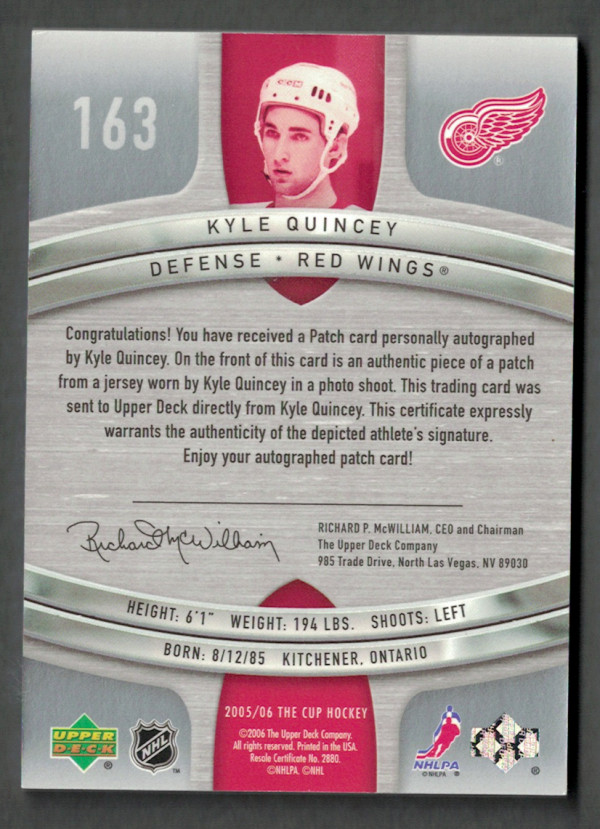 163
KYLE QUINCEY
DEFENSE • RED WINGS®
Congratulations! You have received a Patch card personally autographed
by Kyle Quincey. On the front of this card is an authentic piece of a patch
from a jersey worn by Kyle Quincey in a photo shoot. This trading card was
sent to Upper Deck directly from Kyle Quincey. This certificate expressly
warrants the authenticity of the depicted athlete's signature.
Enjoy your autographed patch card!
Richard P. McWilliam
RICHARD P. McWILLIAM, CEO and Chairman
The Upper Deck Company
985 Trade Drive, North Las Vegas, NV 89030
HEIGHT: 6'1" WEIGHT: 194 LBS. SHOOTS: LEFT
BORN: 8/12/85 KITCHENER, ONTARIO
2005/06 THE CUP HOCKEY
©2006 The Upper Deck Company.
All rights reserved. Printed in the USA.
Resale Certificate No. 2880.
©NHLPA. ©NHL
UPPER
DECK
®
NHL
™
NHLPA
©NHLPA
®